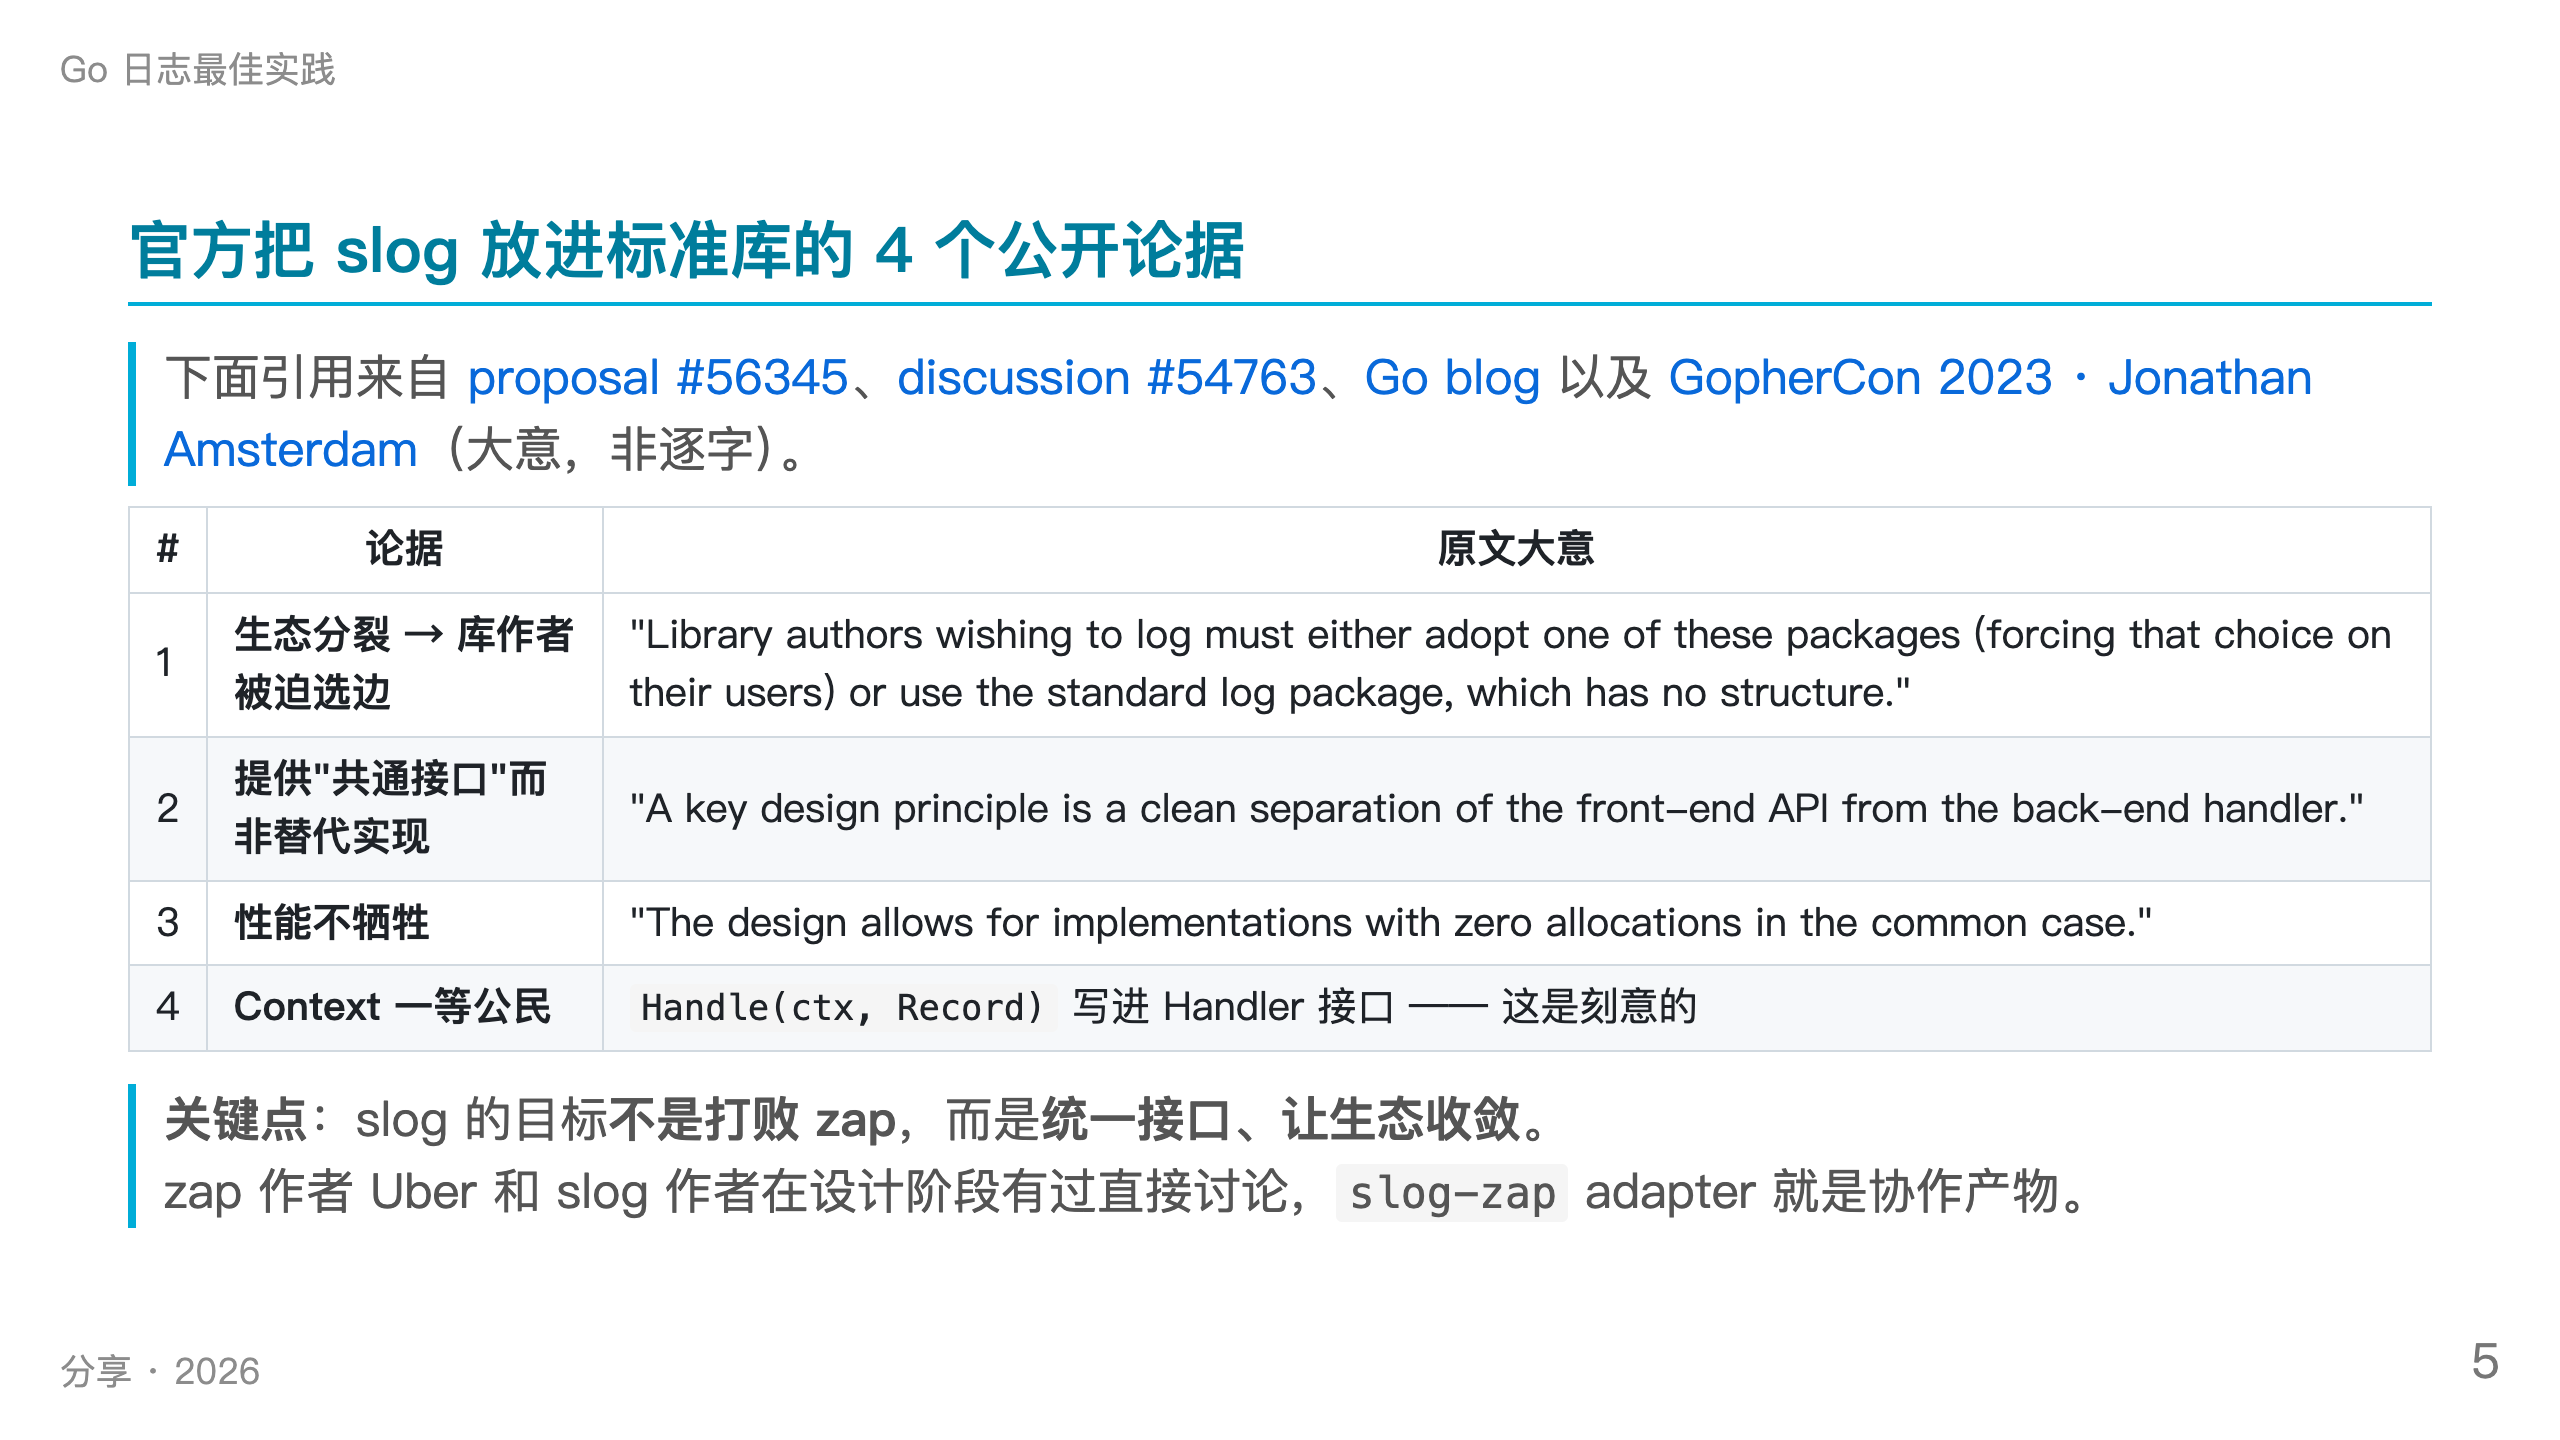 Go 日志最佳实践
官方把 slog 放进标准库的 4 个公开论据
下面引用来自 proposal #56345、discussion #54763、Go blog 以及 GopherCon 2023 · Jonathan
Amsterdam（大意，非逐字）。
# 论据 原文大意
1 生态分裂 → 库作者被迫选边 "Library authors wishing to log must either adopt one of these packages (forcing that choice on
their users) or use the standard log package, which has no structure."
2 提供"共通接口"而非替代实现 "A key design principle is a clean separation of the front-end API from the back-end handler."
3 性能不牺牲 "The design allows for implementations with zero allocations in the common case."
4 Context 一等公民 Handle(ctx, Record) 写进 Handler 接口 —— 这是刻意的
关键点：slog 的目标不是打败 zap，而是统一接口、让生态收敛。
zap 作者 Uber 和 slog 作者在设计阶段有过直接讨论，slog-zap adapter 就是协作产物。
分享 · 2026
5